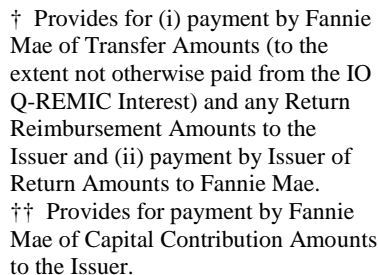 † Provides for (i) payment by Fannie
Mae of Transfer Amounts (to the
extent not otherwise paid from the IO
Q-REMIC Interest) and any Return
Reimbursement Amounts to the
Issuer and (ii) payment by Issuer of
Return Amounts to Fannie Mae.
†† Provides for payment by Fannie
Mae of Capital Contribution Amounts
to the Issuer.